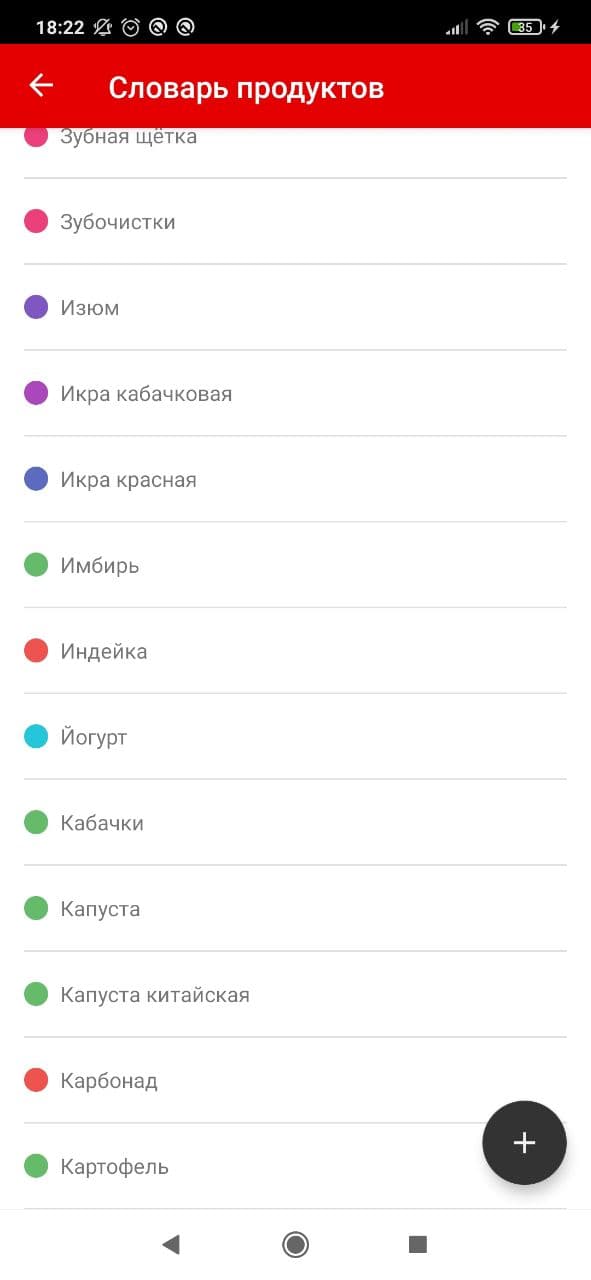 18:22
35
Словарь продуктов
Зубная щётка
Зубочистки
Изюм
Икра кабачковая
Икра красная
Имбирь
Индейка
Йогурт
Кабачки
Капуста
Капуста китайская
Карбонад
Картофель